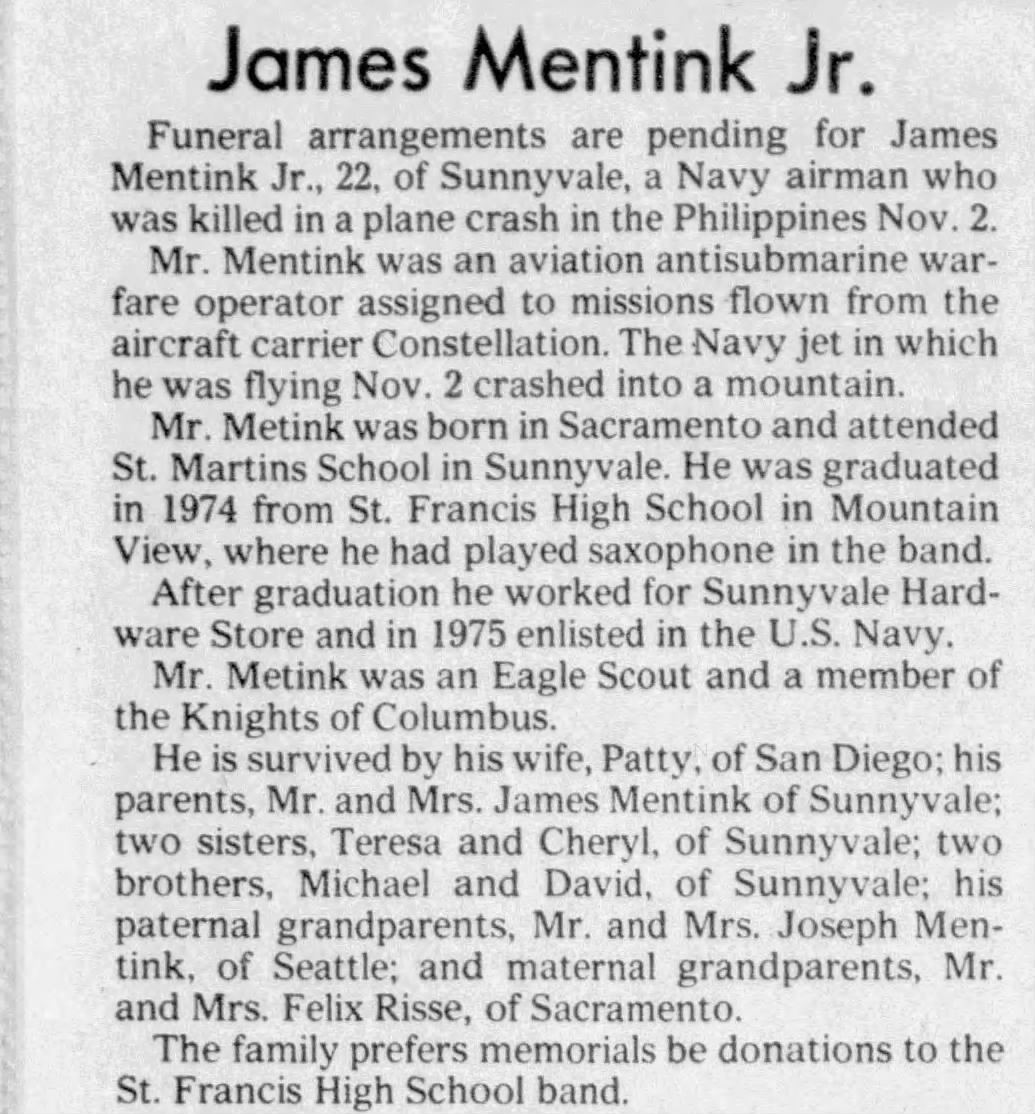 James Mentink Jr.
Funeral arrangements are pending for James
Mentink Jr., 22, of Sunnyvale, a Navy airman who
was killed in a plane crash in the Philippines Nov. 2.
Mr. Mentink was an aviation antisubmarine war-
fare operator assigned to missions flown from the
aircraft carrier Constellation. The Navy jet in which
he was flying Nov. 2 crashed into a mountain.
Mr. Metink was born in Sacramento and attended
St. Martins School in Sunnyvale. He was graduated
in 1974 from St. Francis High School in Mountain
View, where he had played saxophone in the band.
After graduation he worked for Sunnyvale Hard-
ware Store and in 1975 enlisted in the U.S. Navy.
Mr. Metink was an Eagle Scout and a member of
the Knights of Columbus.
He is survived by his wife, Patty, of San Diego; his
parents, Mr. and Mrs. James Mentink of Sunnyvale;
two sisters, Teresa and Cheryl, of Sunnyvale; two
brothers, Michael and David, of Sunnyvale; his
paternal grandparents, Mr. and Mrs. Joseph Men-
tink, of Seattle; and maternal grandparents, Mr.
and Mrs. Felix Risse, of Sacramento.
The family prefers memorials be donations to the
St. Francis High School band.